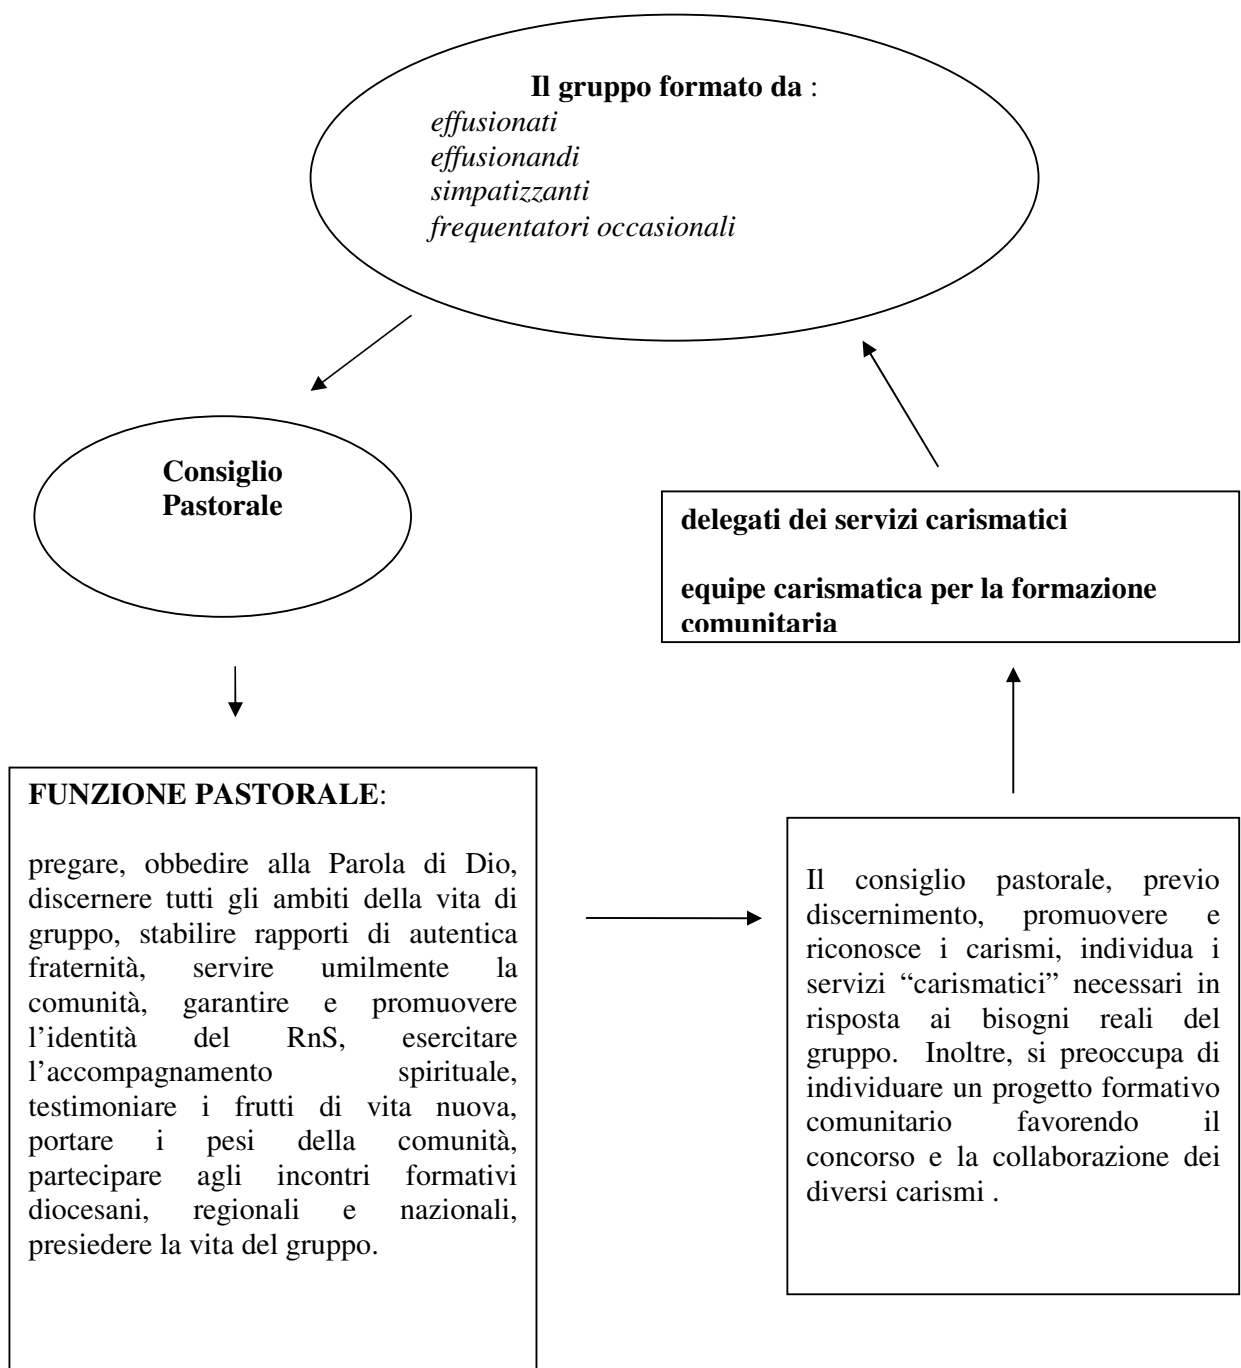 Il gruppo formato da :
effusionati
effusionandi
simpatizzanti
frequentatori occasionali
Consiglio
Pastorale
delegati dei servizi carismatici
equipe carismatica per la formazione
comunitaria
FUNZIONE PASTORALE:
pregare, obbedire alla Parola di Dio,
discernere tutti gli ambiti della vita di
gruppo, stabilire rapporti di autentica
fraternità, servire umilmente la
comunità, garantire e promuovere
l’identità del RnS, esercitare
l’accompagnamento spirituale,
testimoniare i frutti di vita nuova,
portare i pesi della comunità,
partecipare agli incontri formativi
diocesani, regionali e nazionali,
presiedere la vita del gruppo.
Il consiglio pastorale, previo
discernimento, promuovere e
riconosce i carismi, individua i
servizi “carismatici” necessari in
risposta ai bisogni reali del
gruppo. Inoltre, si preoccupa di
individuare un progetto formativo
comunitario favorendo il
concorso e la collaborazione dei
diversi carismi .